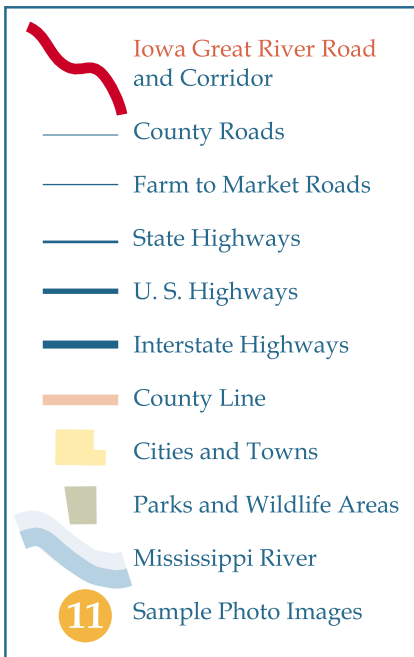 Iowa Great River Road
and Corridor
County Roads
Farm to Market Roads
State Highways
U. S. Highways
Interstate Highways
County Line
Cities and Towns
Parks and Wildlife Areas
Mississippi River
11 Sample Photo Images